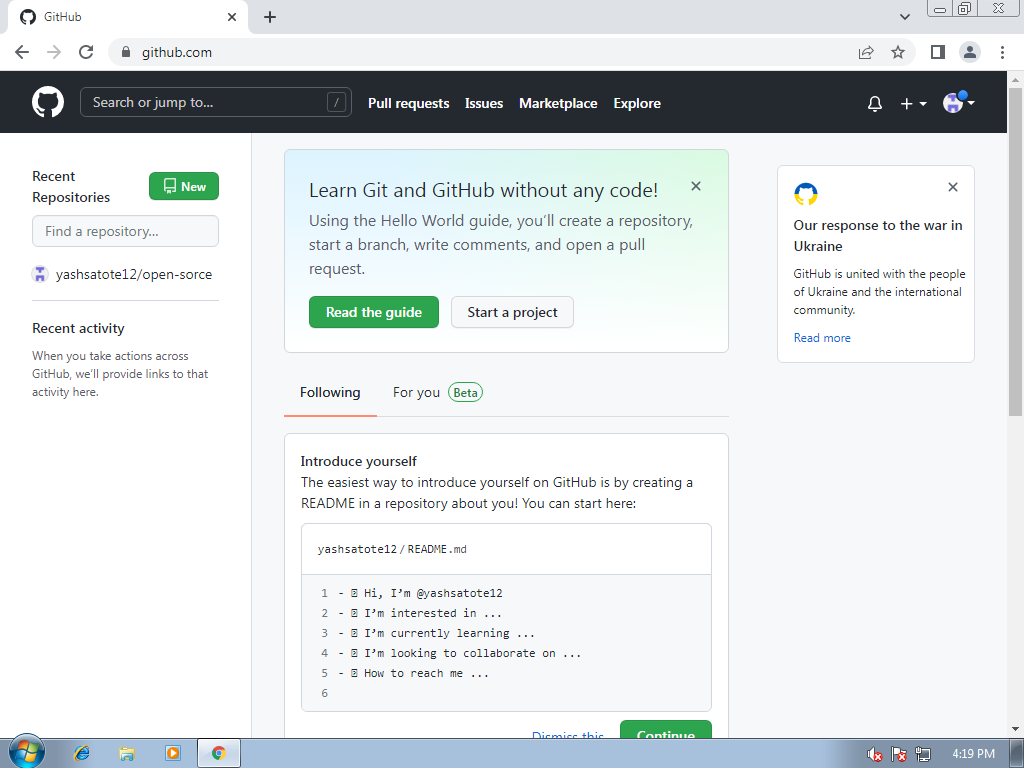 GitHub
github.com
Search or jump to...
/
Pull requests
Issues
Marketplace
Explore
Recent
Repositories
New
Find a repository...
yashsatote12/open-sorce
Recent activity
When you take actions across
GitHub, we'll provide links to that
activity here.
Learn Git and GitHub without any code!
Using the Hello World guide, you'll create a repository,
start a branch, write comments, and open a pull
request.
Read the guide
Start a project
Following
For you
Beta
Introduce yourself
The easiest way to introduce yourself on GitHub is by creating a
README in a repository about you! You can start here:
yashsatote12/README.md
1 - Hi, I'm @yashsatote12
2 - I'm interested in ...
3 - I'm currently learning ...
4 - I'm looking to collaborate on ...
5 - How to reach me ...
6
Dismiss this
Continue
Our response to the war in
Ukraine
GitHub is united with the people
of Ukraine and the international
community.
Read more
4:19 PM